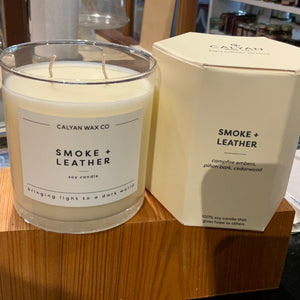 CALYAN WAX CO
SMOKE +
LEATHER
soy candle
bringing light to a dark world
CALYAN
SMOKE +
LEATHER
campfire embers,
piñon bark, cedarwood
100% soy candle that
gives hope to others